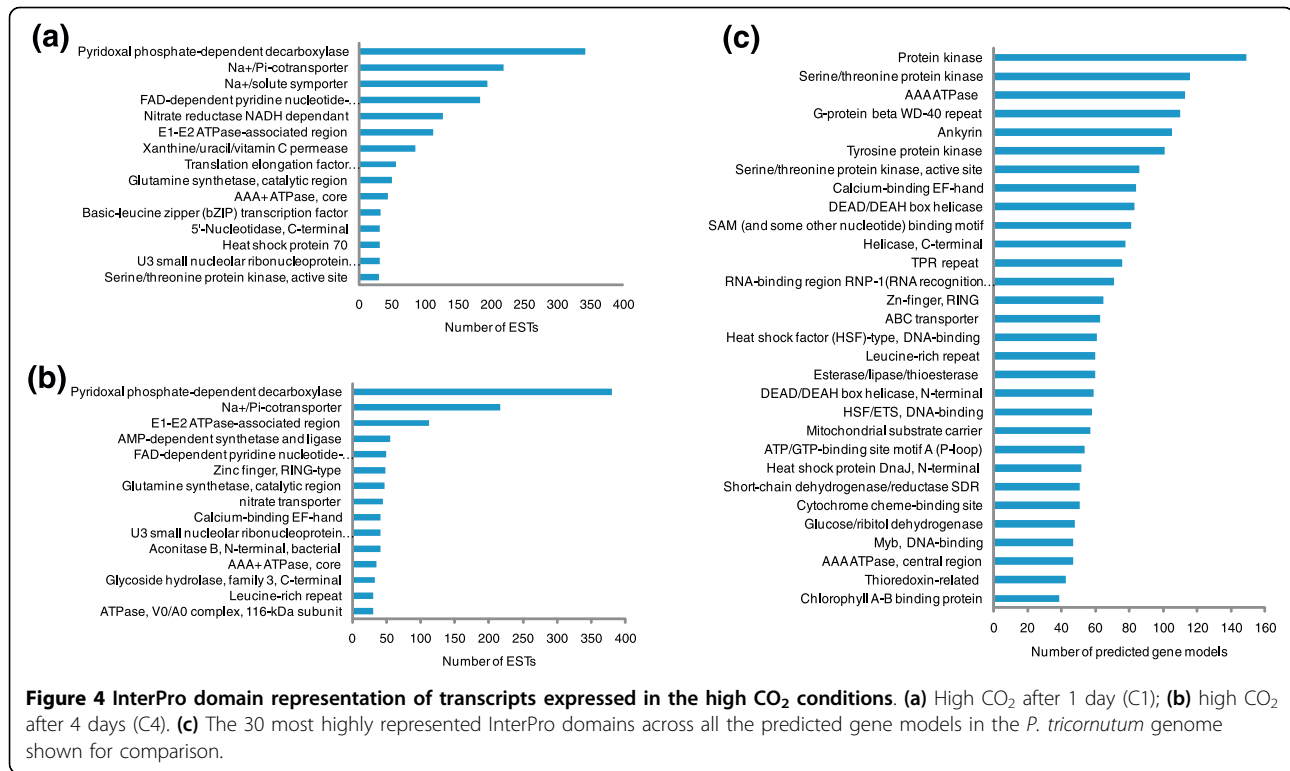 (a)
Pyridoxal phosphate-dependent decarboxylase
Na+/Pi-cotransporter
Na+/solute symporter
FAD-dependent pyridine nucleotide-...
Nitrate reductase NADH dependant
E1-E2 ATPase-associated region
Xanthine/uracil/vitamin C permease
Translation elongation factor...
Glutamine synthetase, catalytic region
AAA+ATPase, core
Basic-leucine zipper (bZIP) transcription factor
5'-Nucleotidase, C-terminal
Heat shock protein 70
U3 small nucleolar ribonucleoprotein...
Serine/threonine protein kinase, active site
0 50 100 150 200 250 300 350 400
Number of ESTs
(b)
Pyridoxal phosphate-dependent decarboxylase
Na+/Pi-cotransporter
E1-E2 ATPase-associated region
AMP-dependent synthetase and ligase
FAD-dependent pyridine nucleotide-...
Zinc finger, RING-type
Glutamine synthetase, catalytic region
nitrate transporter
Calcium-binding EF-hand
U3 small nucleolar ribonucleoprotein...
Aconitase B, N-terminal, bacterial
AAA+ATPase, core
Glycoside hydrolase, family 3, C-terminal
Leucine-rich repeat
ATPase, V0/A0 complex, 116-kDa subunit
0 50 100 150 200 250 300 350 400
Number of ESTs
(c)
Protein kinase
Serine/threonine protein kinase
AAAATPase
G-protein beta WD-40 repeat
Ankyrin
Tyrosine protein kinase
Serine/threonine protein kinase, active site
Calcium-binding EF-hand
DEAD/DEAH box helicase
SAM (and some other nucleotide) binding motif
Helicase, C-terminal
TPR repeat
RNA-binding region RNP-1(RNA recognition...
Zn-finger, RING
ABC transporter
Heat shock factor (HSF)-type, DNA-binding
Leucine-rich repeat
Esterase/lipase/thioesterase
DEAD/DEAH box helicase, N-terminal
HSF/ETS, DNA-binding
Mitochondrial substrate carrier
ATP/GTP-binding site motif A (P-loop)
Heat shock protein DnaJ, N-terminal
Short-chain dehydrogenase/reductase SDR
Cytochrome cheme-binding site
Glucose/ribitol dehydrogenase
Myb, DNA-binding
AAAATPase, central region
Thioredoxin-related
Chlorophyll A-B binding protein
0 20 40 60 80 100 120 140 160
Number of predicted gene models
Figure 4 InterPro domain representation of transcripts expressed in the high CO₂ conditions. (a) High CO₂ after 1 day (C1); (b) high CO₂
after 4 days (C4). (c) The 30 most highly represented InterPro domains across all the predicted gene models in the P. tricornutum genome
shown for comparison.